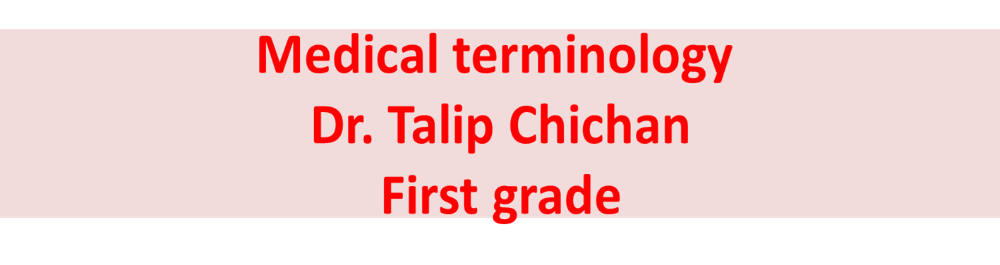 Medical terminology
Dr. Talip Chichan
First grade